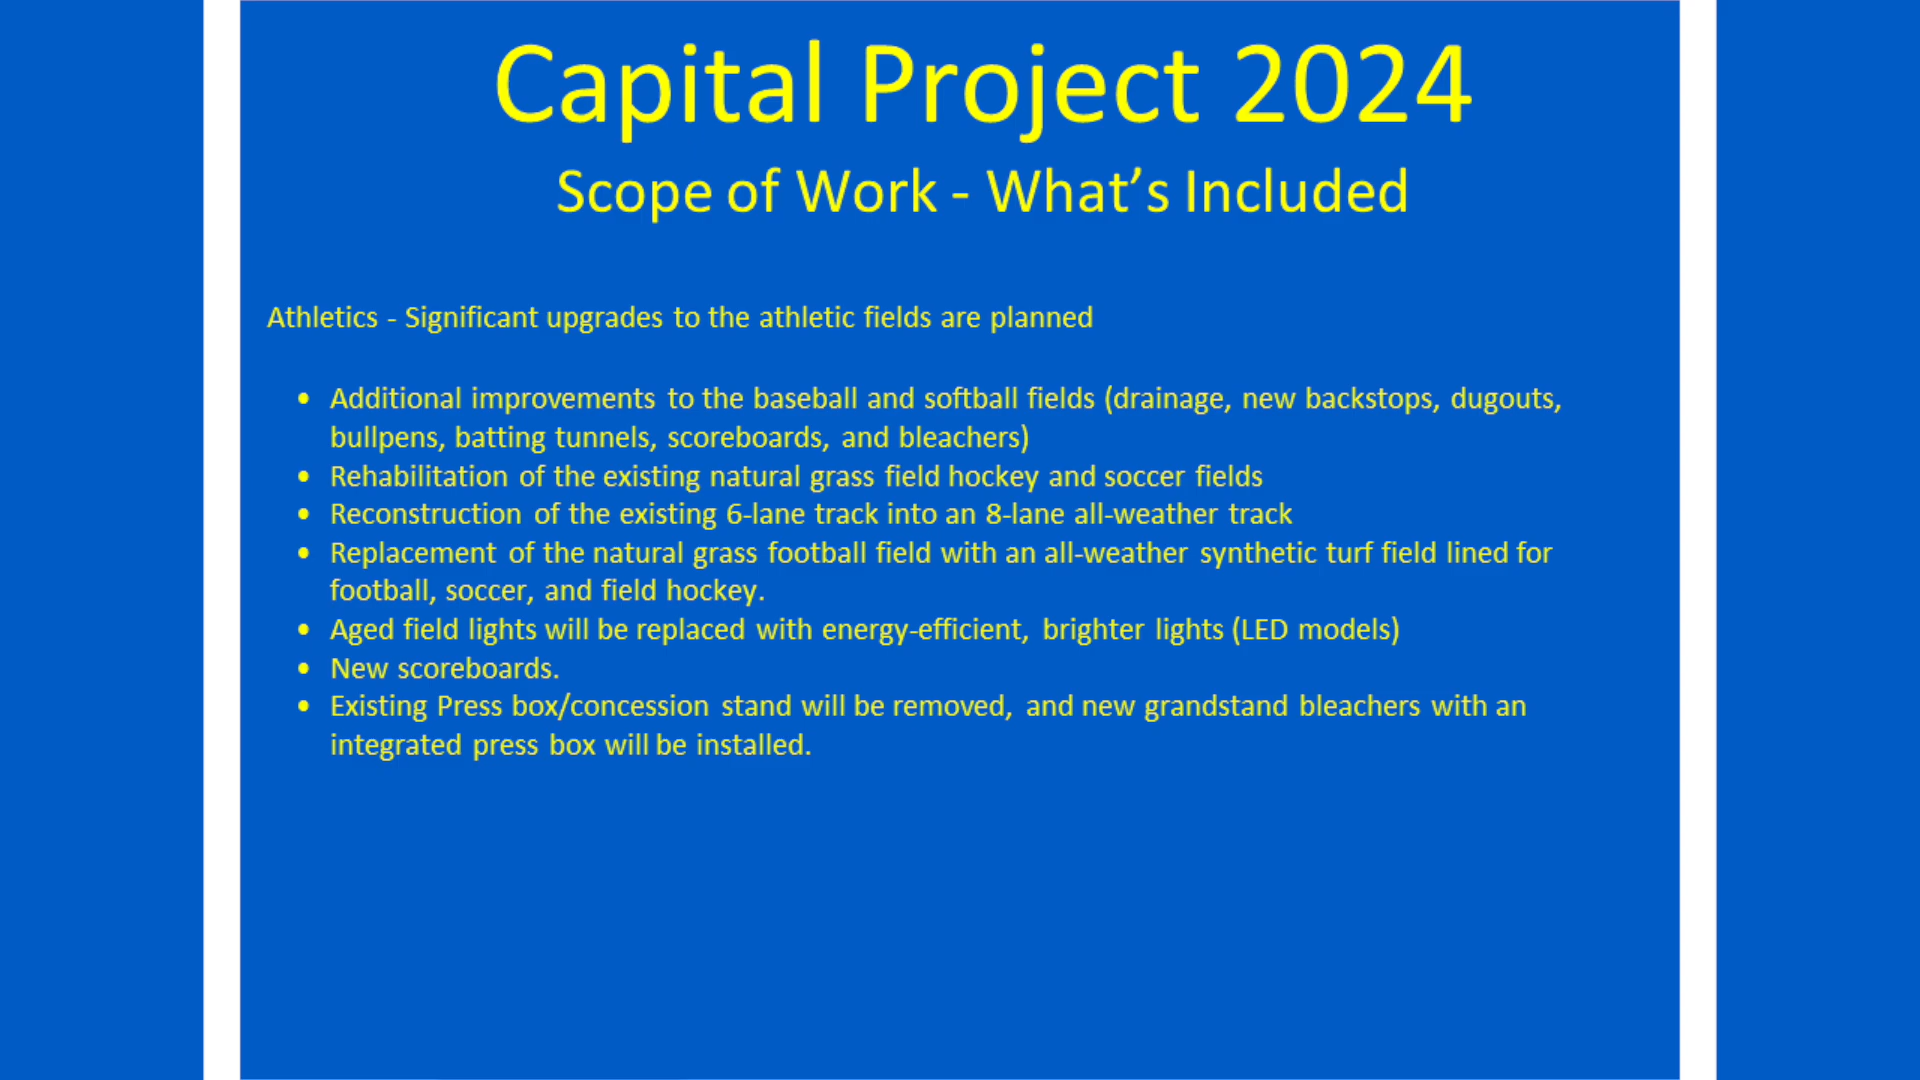 Capital Project 2024
Scope of Work - What’s Included
Athletics - Significant upgrades to the athletic fields are planned
• Additional improvements to the baseball and softball fields (drainage, new backstops, dugouts,
bullpens, batting tunnels, scoreboards, and bleachers)
• Rehabilitation of the existing natural grass field hockey and soccer fields
• Reconstruction of the existing 6-lane track into an 8-lane all-weather track
• Replacement of the natural grass football field with an all-weather synthetic turf field lined for
football, soccer, and field hockey.
• Aged field lights will be replaced with energy-efficient, brighter lights (LED models)
• New scoreboards.
• Existing Press box/concession stand will be removed, and new grandstand bleachers with an
integrated press box will be installed.